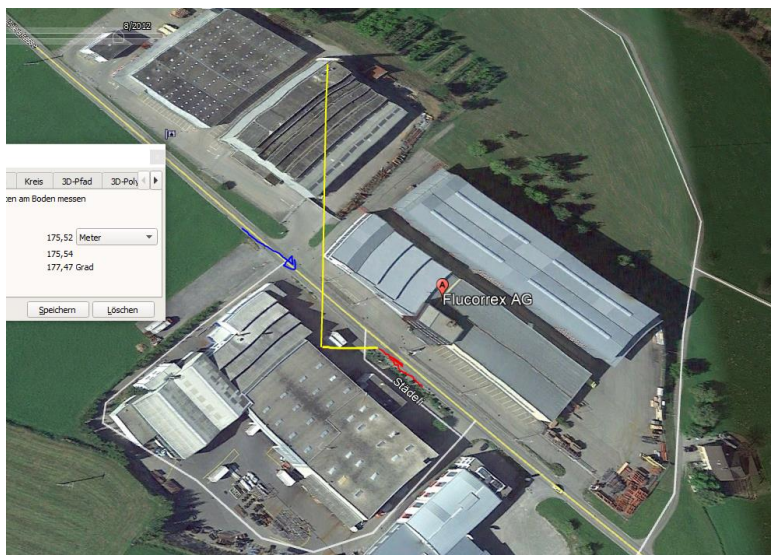 8/2012
Kreis 3D-Pfad 3D-Poly
en am Boden messen
175,52 Meter
175,54
177,47 Grad
Speichern Löschen
A
Flucorrex AG
Städeli